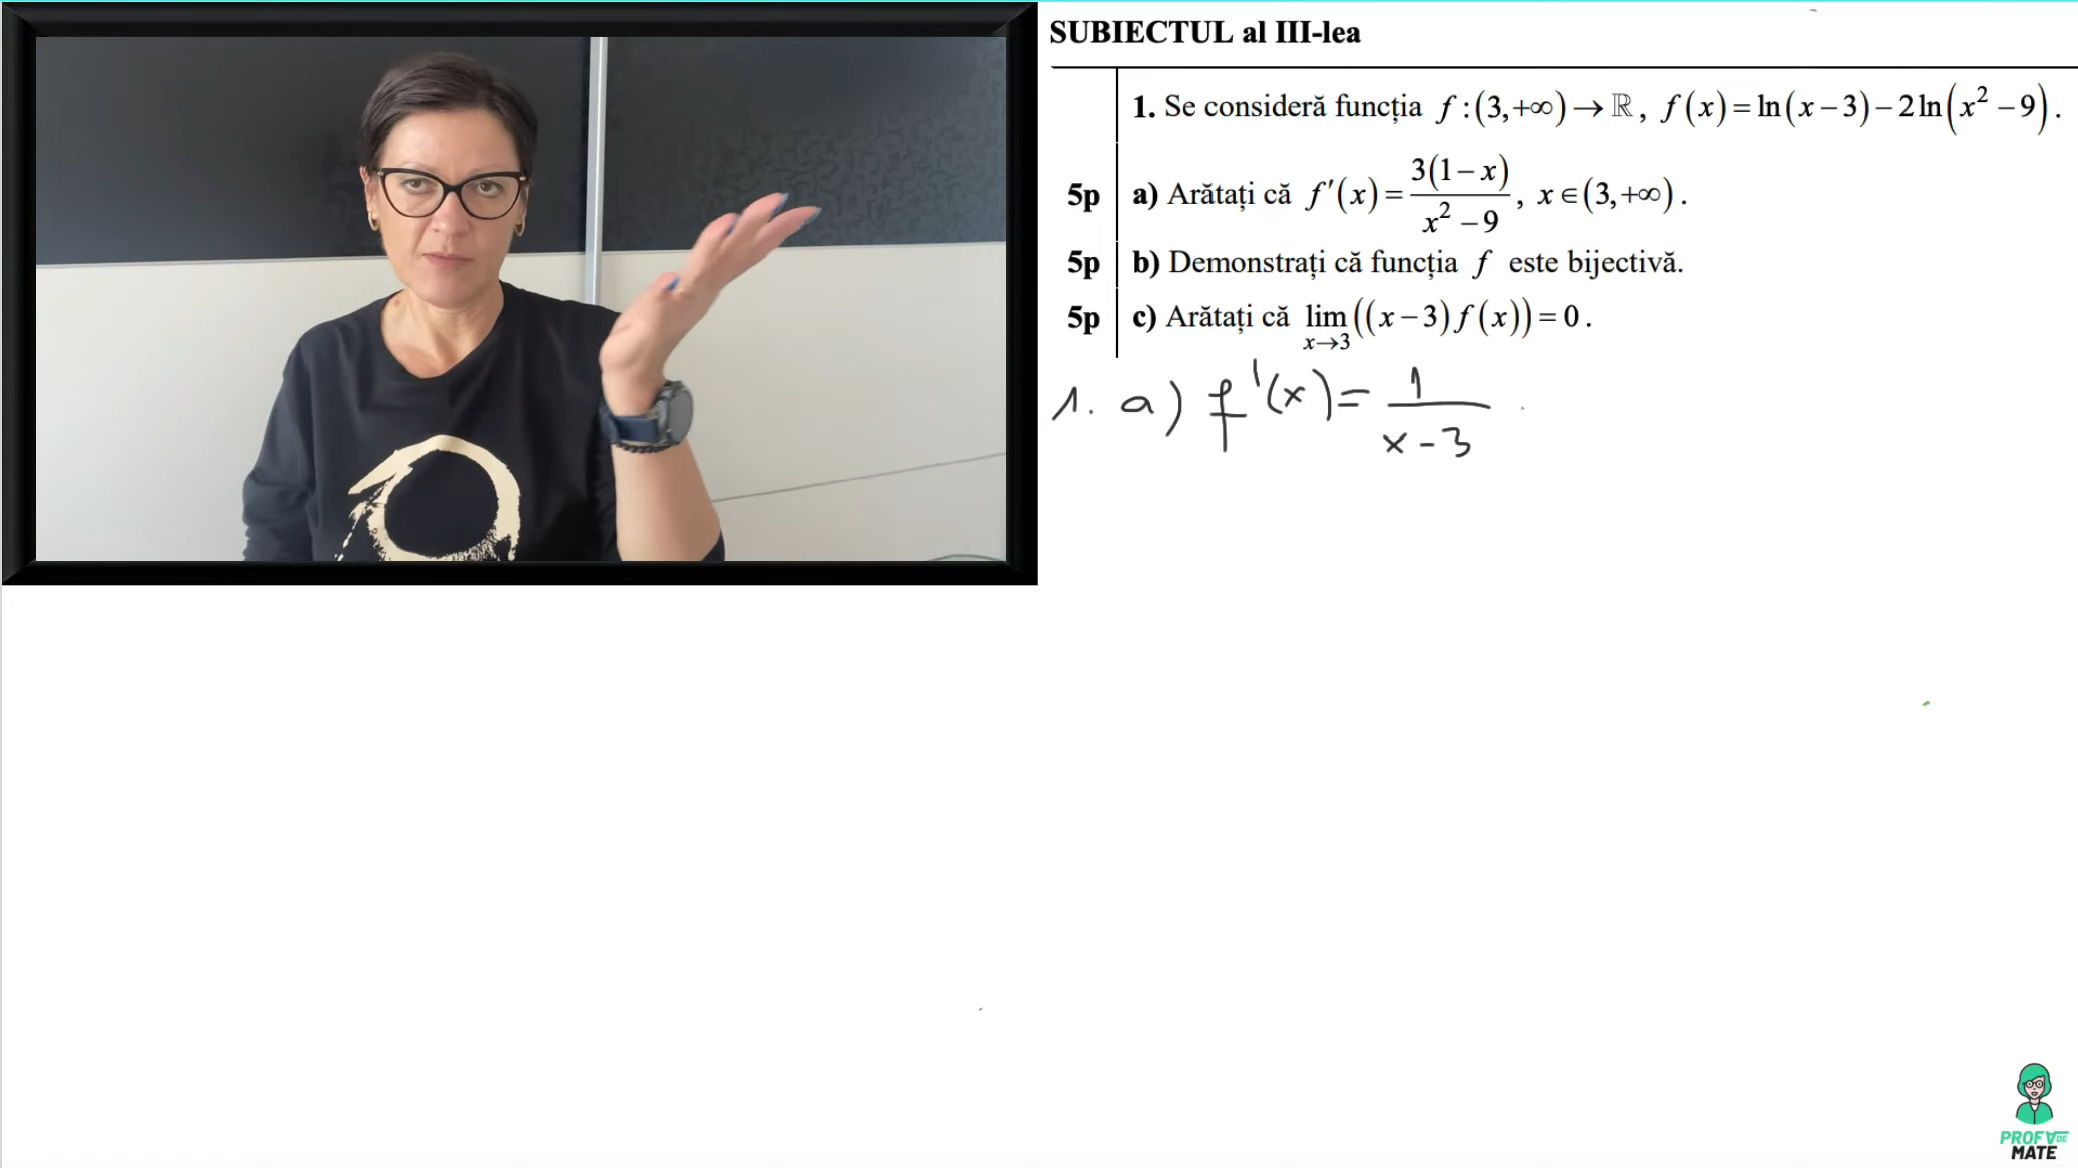 SUBIECTUL al III-lea
1. Se consideră funcția f:(3,+∞)→ℝ, f(x)=ln(x−3)−2ln(x²−9).
5p a) Arătați că f′(x)=3(1−x)/(x²−9), x∈(3,+∞).
5p b) Demonstrați că funcția f este bijectivă.
5p c) Arătați că lim x→3 ((x−3)f(x))=0.
1. a) f'(x)= 1/(x-3)
PROFA DE
MATE